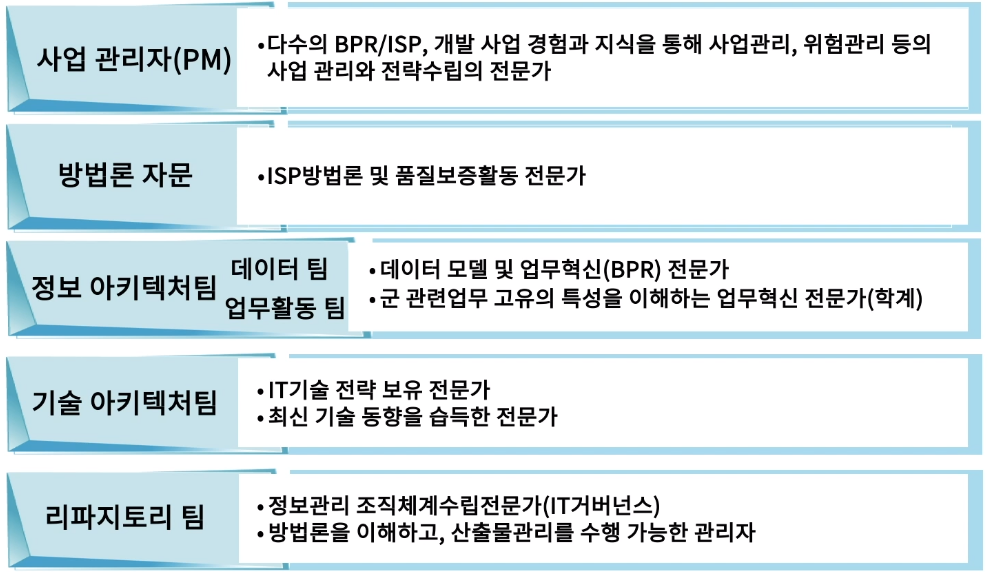 사업 관리자(PM)
•다수의 BPR/ISP, 개발 사업 경험과 지식을 통해 사업관리, 위험관리 등의
사업 관리와 전략수립의 전문가
방법론 자문
•ISP방법론 및 품질보증활동 전문가
정보 아키텍처팀
데이터 팀
업무활동 팀
•데이터 모델 및 업무혁신(BPR) 전문가
•군 관련업무 고유의 특성을 이해하는 업무혁신 전문가(학계)
기술 아키텍처팀
•IT기술 전략 보유 전문가
•최신 기술 동향을 습득한 전문가
리파지토리 팀
•정보관리 조직체계수립전문가(IT거버넌스)
•방법론을 이해하고, 산출물관리를 수행 가능한 관리자